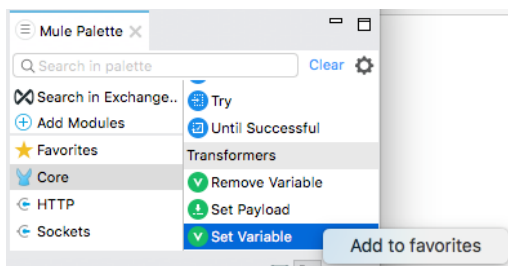 Mule Palette
Search in palette
Clear
Search in Exchange..
Add Modules
Favorites
Core
HTTP
Sockets
Try
Until Successful
Transformers
Remove Variable
Set Payload
Set Variable
Add to favorites